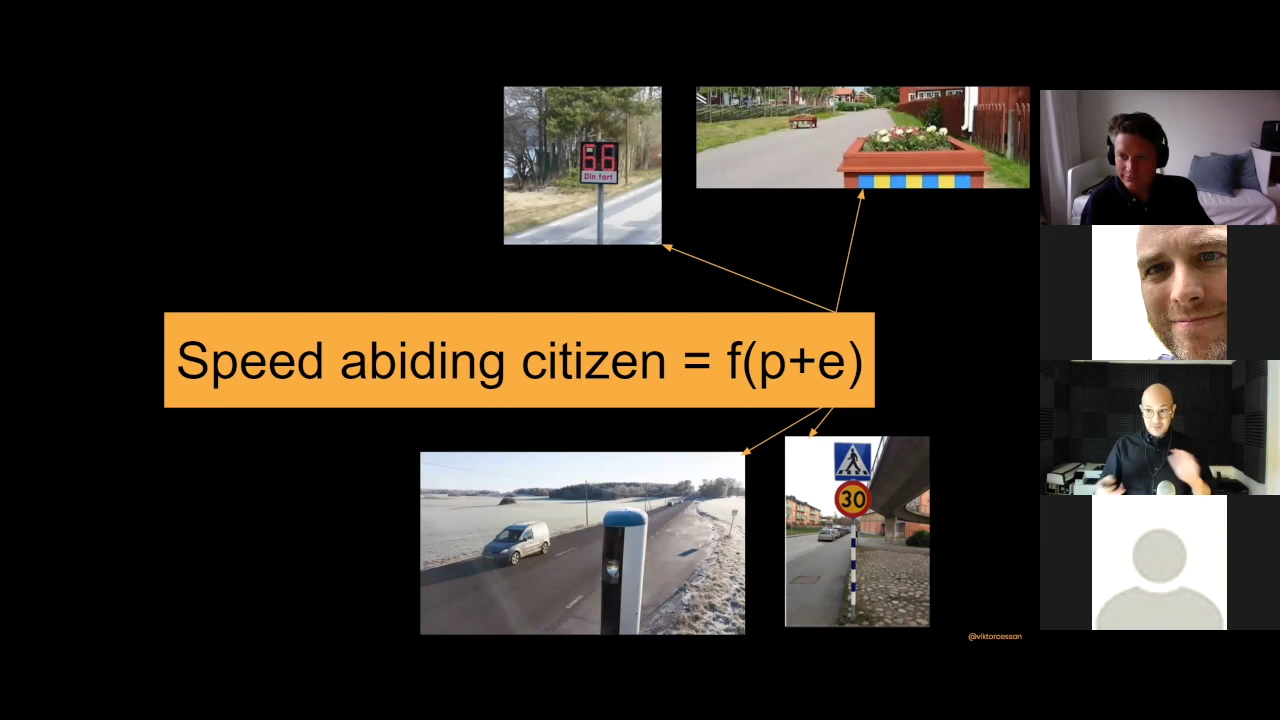 66
Din fart
Speed abiding citizen = f(p+e)
30
@viktorcessan